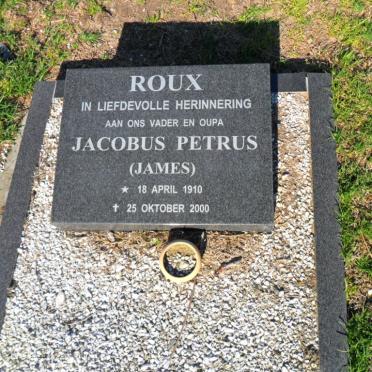 ROUX
IN LIEFDEVOLLE HERINNERING
AAN ONS VADER EN OUPA
JACOBUS PETRUS
(JAMES)
★ 18 APRIL 1910
✝ 25 OKTOBER 2000